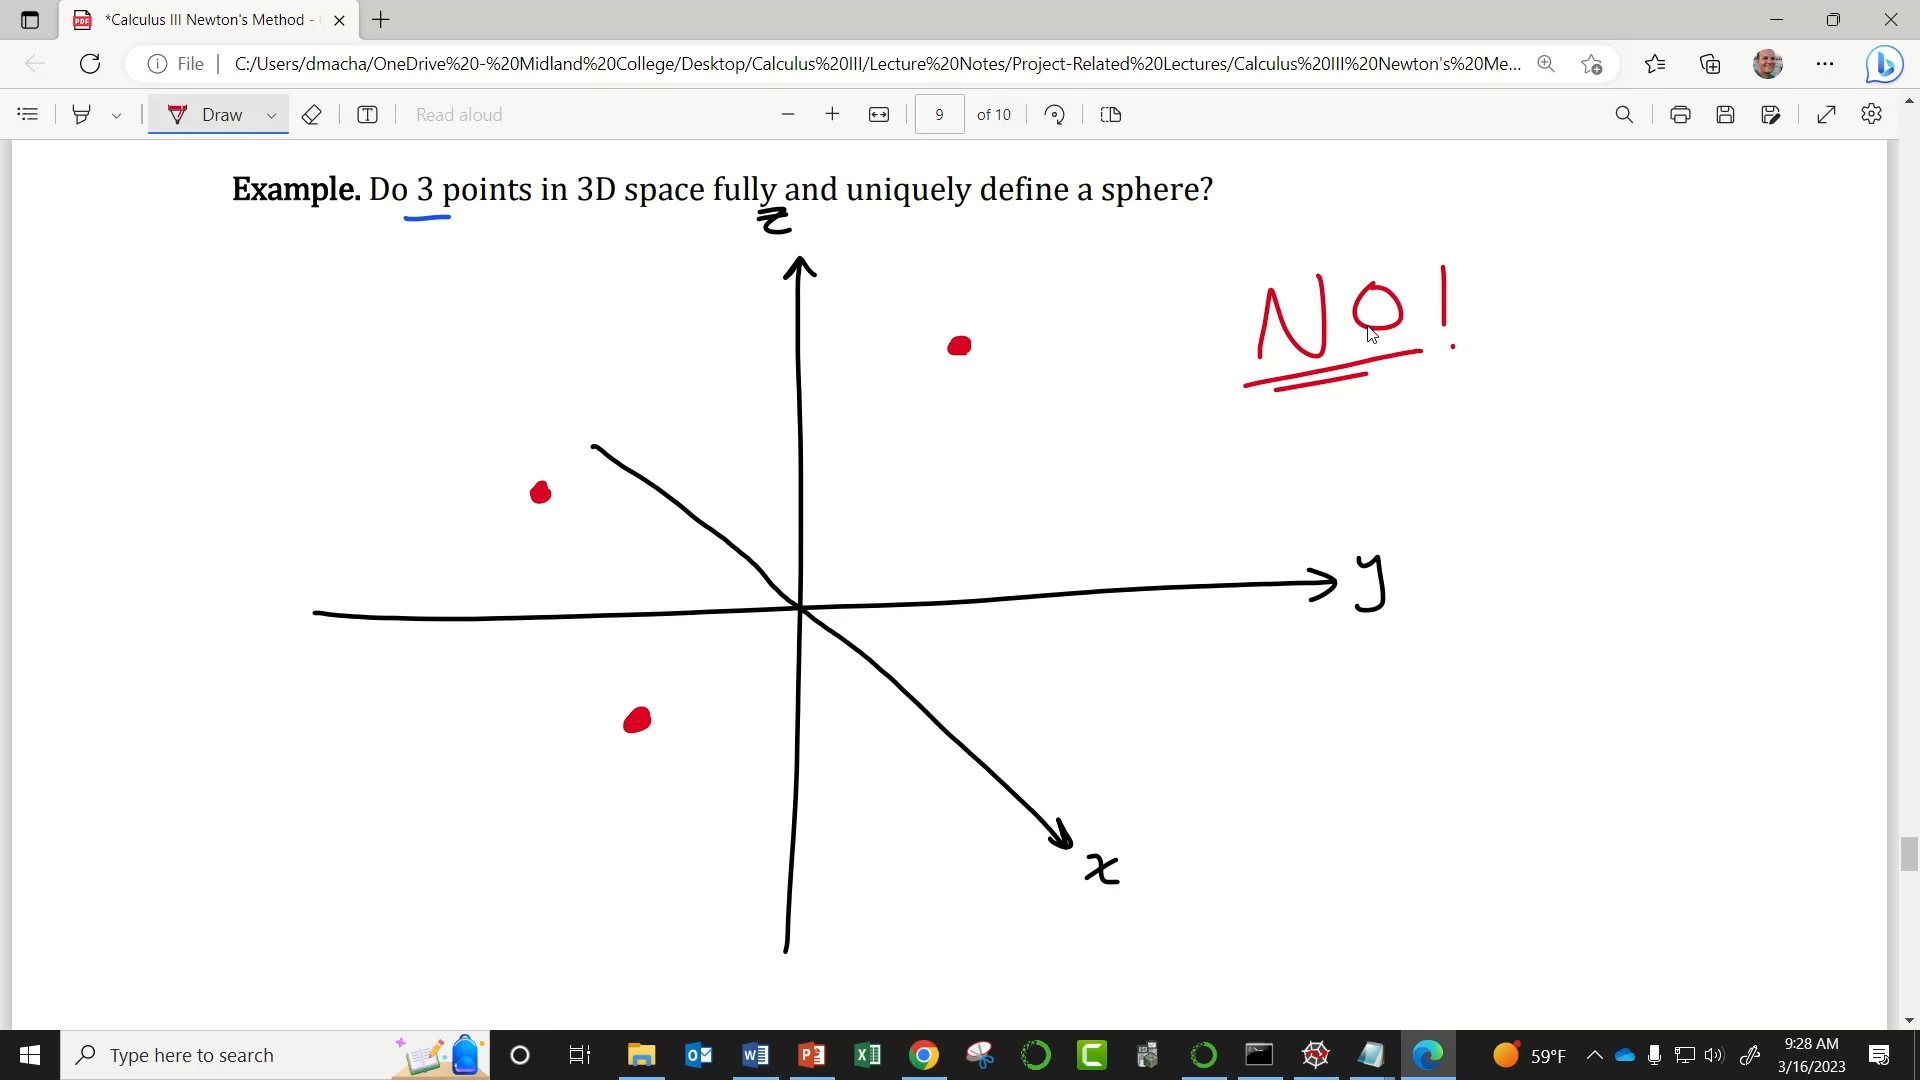 *Calculus III Newton's Method -
File
C:/Users/dmacha/OneDrive%20-%20Midland%20College/Desktop/Calculus%20III/Lecture%20Notes/Project-Related%20Lectures/Calculus%20III%20Newton's%20Me...
Draw
Read aloud
9 of 10
Example. Do 3 points in 3D space fully and uniquely define a sphere?
z
NO!
y
x
Type here to search
59°F
9:28 AM
3/16/2023